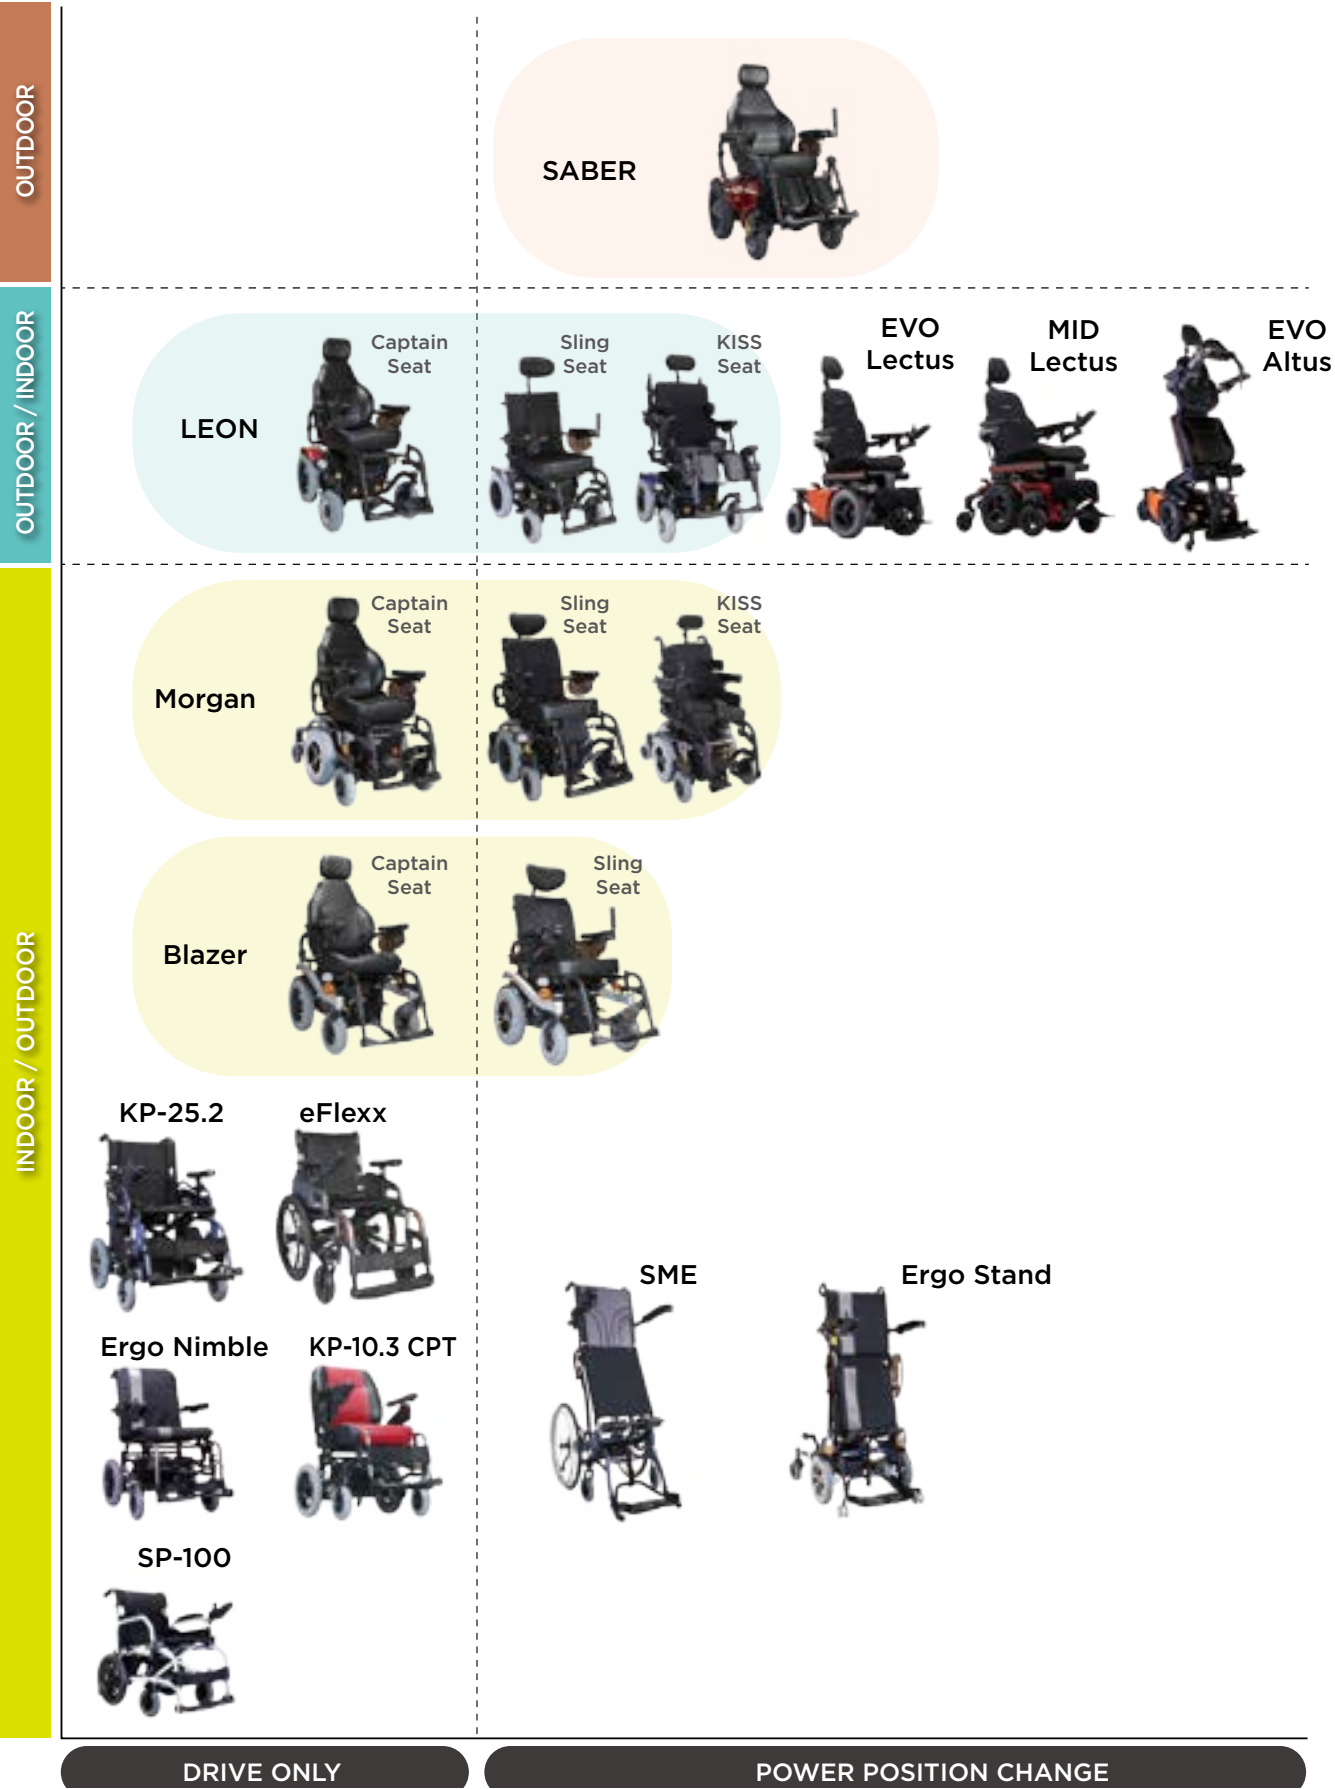 OUTDOOR
SABER
OUTDOOR / INDOOR
LEON
Captain
Seat
Sling
Seat
KISS
Seat
EVO
Lectus
MID
Lectus
EVO
Altus
INDOOR / OUTDOOR
Morgan
Captain
Seat
Sling
Seat
KISS
Seat
Blazer
Captain
Seat
Sling
Seat
KP-25.2
eFlexx
SME
Ergo Stand
Ergo Nimble
KP-10.3 CPT
SP-100
DRIVE ONLY
POWER POSITION CHANGE